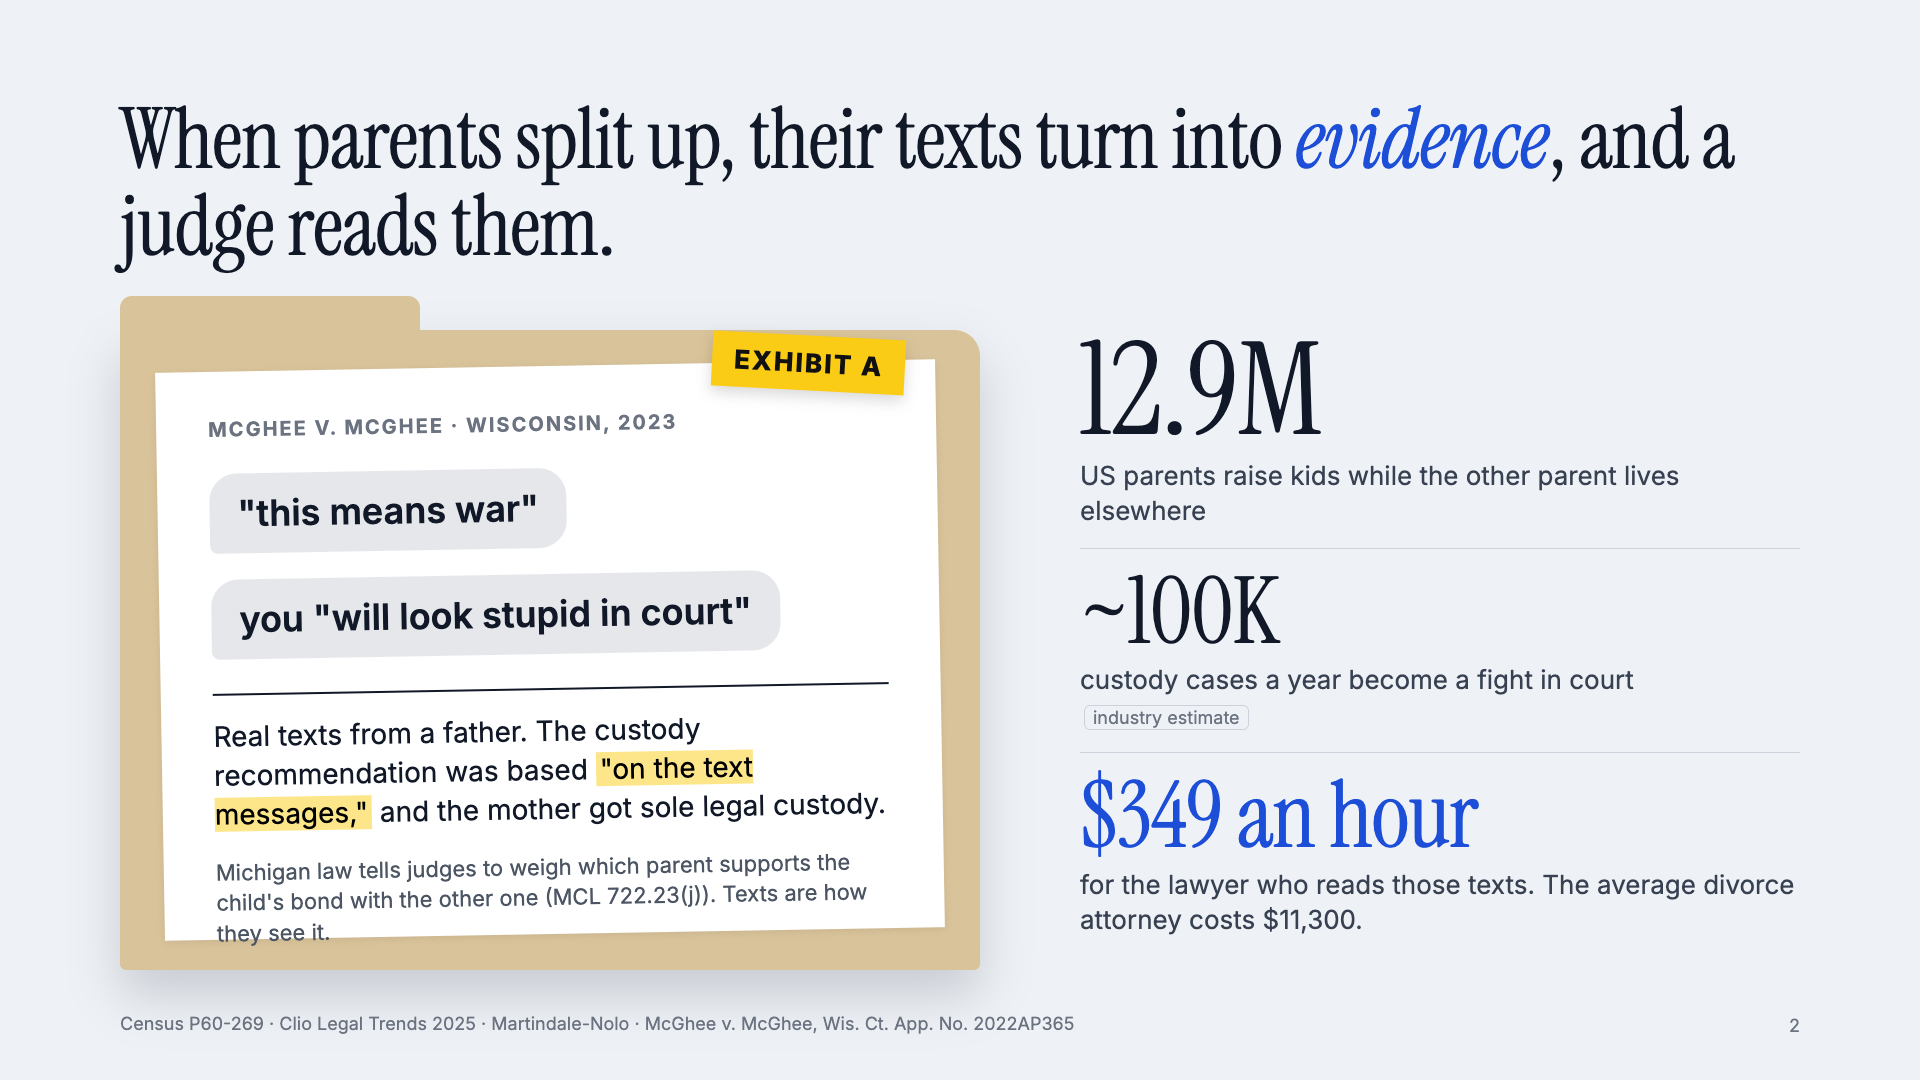 When parents split up, their texts turn into evidence, and a
judge reads them.
EXHIBIT A
MCGHEE V. MCGHEE · WISCONSIN, 2023
"this means war"
you "will look stupid in court"
Real texts from a father. The custody
recommendation was based "on the text
messages," and the mother got sole legal custody.
Michigan law tells judges to weigh which parent supports the
child's bond with the other one (MCL 722.23(j)). Texts are how
they see it.
12.9M
US parents raise kids while the other parent lives
elsewhere
~100K
custody cases a year become a fight in court
industry estimate
$349 an hour
for the lawyer who reads those texts. The average divorce
attorney costs $11,300.
Census P60-269 · Clio Legal Trends 2025 · Martindale-Nolo · McGhee v. McGhee, Wis. Ct. App. No. 2022AP365
2